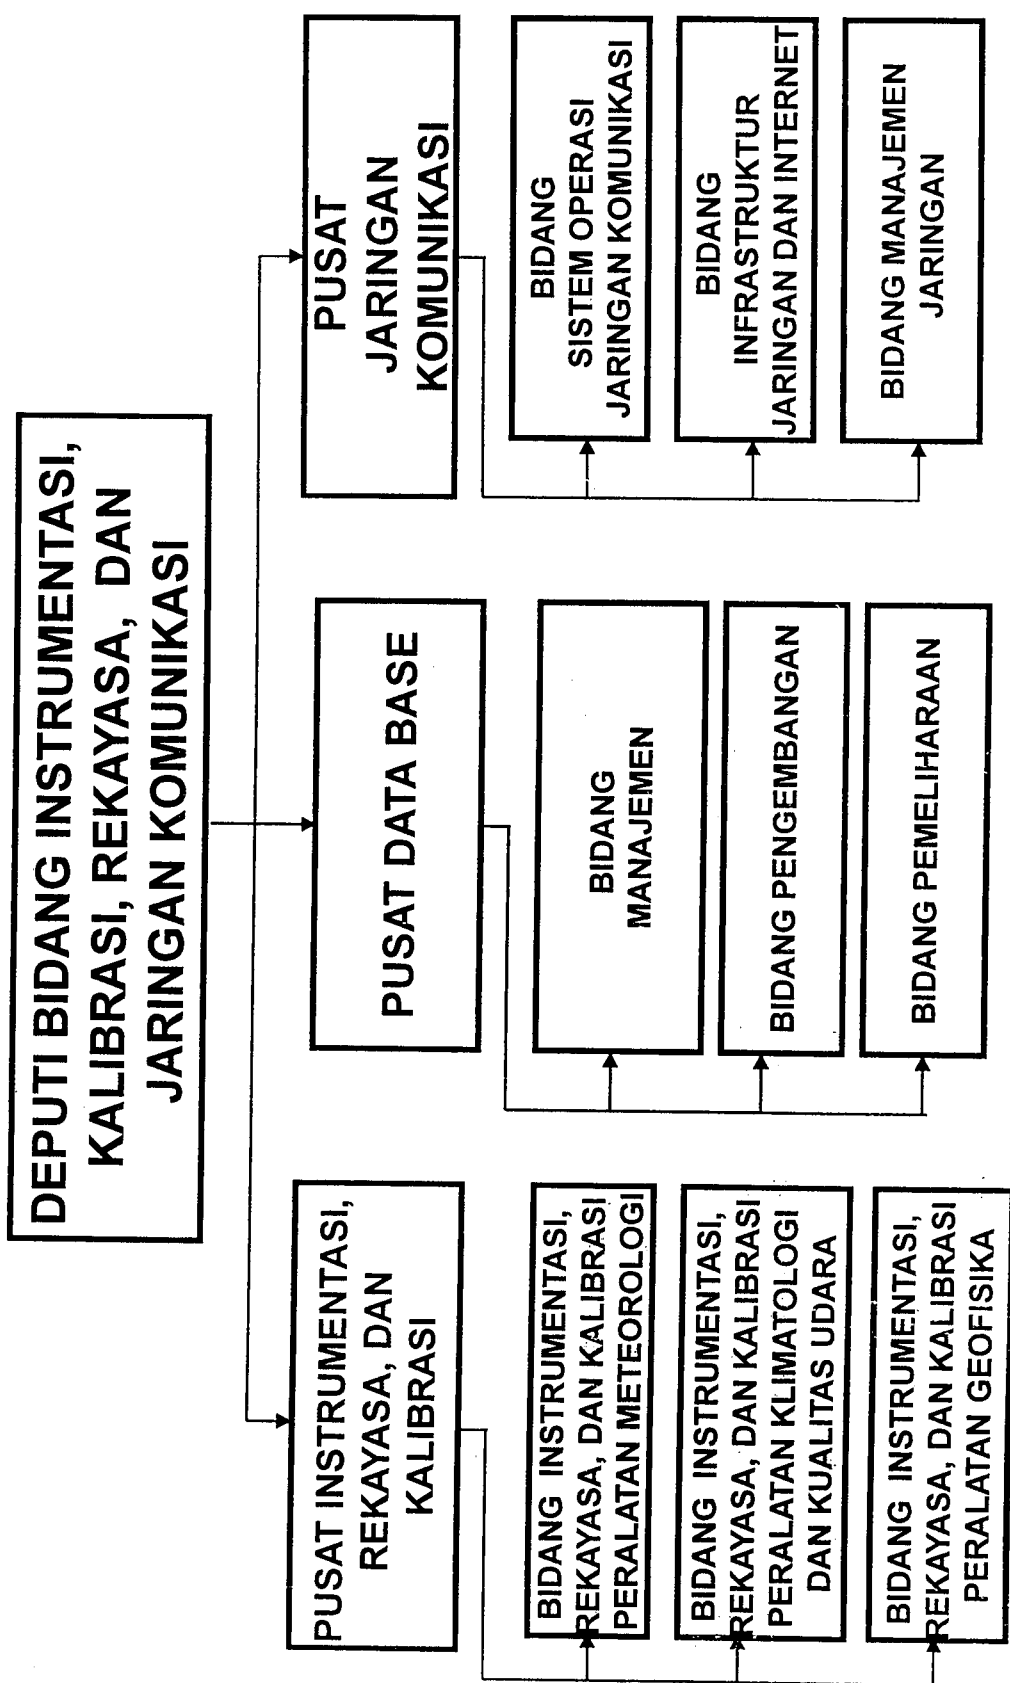 DEPUTI BIDANG INSTRUMENTASI,
KALIBRASI, REKAYASA, DAN
JARINGAN KOMUNIKASI
PUSAT INSTRUMENTASI,
REKAYASA, DAN
KALIBRASI
BIDANG INSTRUMENTASI,
REKAYASA, DAN KALIBRASI
PERALATAN METEOROLOGI
BIDANG INSTRUMENTASI,
REKAYASA, DAN KALIBRASI
PERALATAN KLIMATOLOGI
DAN KUALITAS UDARA
BIDANG INSTRUMENTASI,
REKAYASA, DAN KALIBRASI
PERALATAN GEOFISIKA
PUSAT DATA BASE
BIDANG
MANAJEMEN
BIDANG PENGEMBANGAN
BIDANG PEMELIHARAAN
PUSAT
JARINGAN
KOMUNIKASI
BIDANG
SISTEM OPERASI
JARINGAN KOMUNIKASI
BIDANG
INFRASTRUKTUR
JARINGAN DAN INTERNET
BIDANG MANAJEMEN
JARINGAN